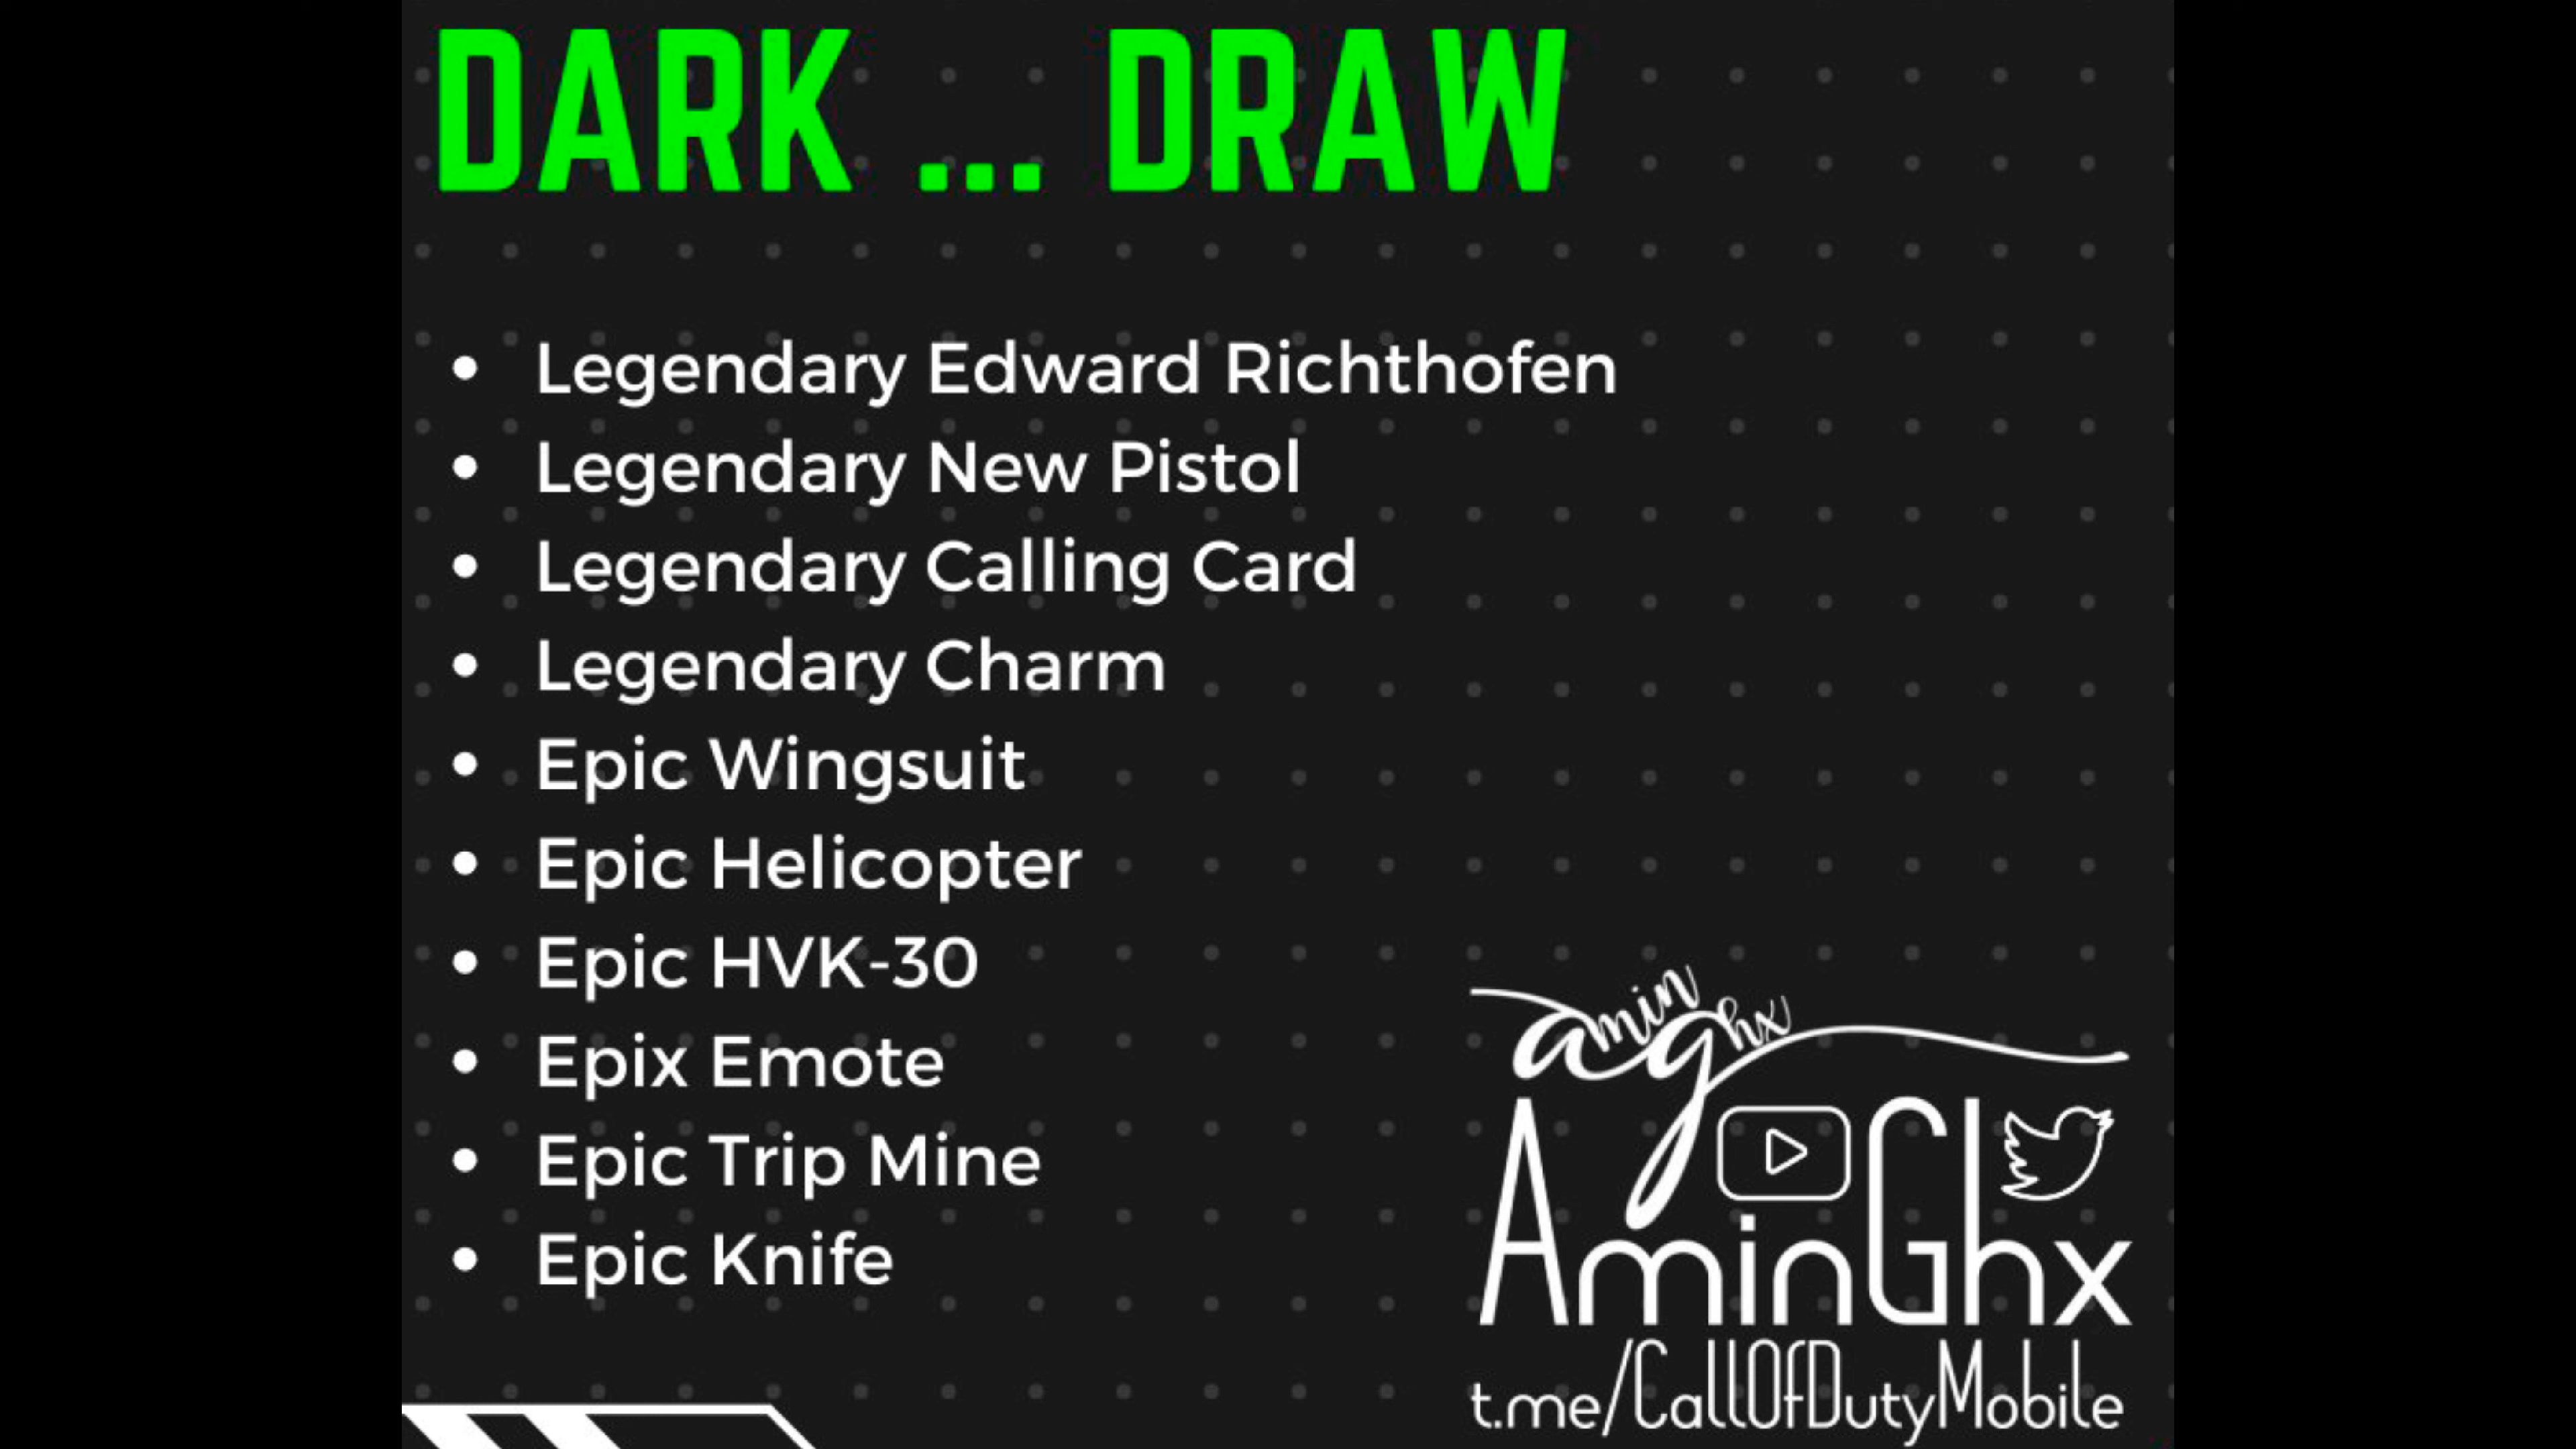 DARK ... DRAW
• Legendary Edward Richthofen
• Legendary New Pistol
• Legendary Calling Card
• Legendary Charm
• Epic Wingsuit
• Epic Helicopter
• Epic HVK-30
• Epix Emote
• Epic Trip Mine
• Epic Knife
amin ghx
AminGhx
t.me/CallOfDutyMobile